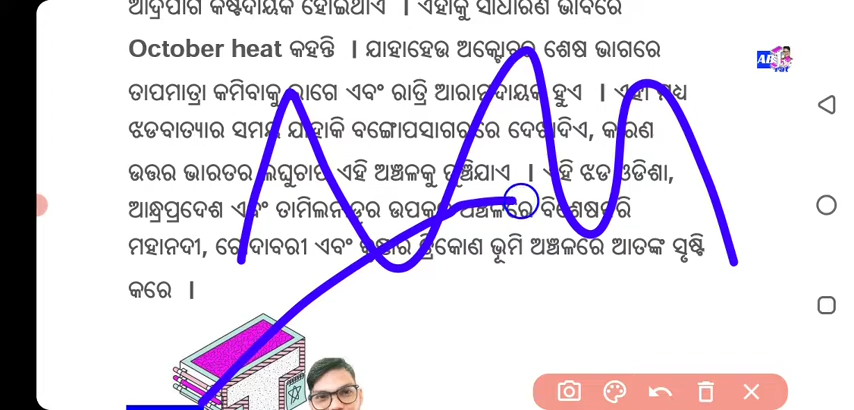 ଆର୍ଦ୍ରପାଗ କଷ୍ଟଦାୟକ ହୋଇଥାଏ । ଏହାକୁ ସାଧାରଣ ଭାବରେ
October heat କହନ୍ତି । ଯାହାହେଉ ଅକ୍ଟୋବର ଶେଷ ଭାଗରେ
ତାପମାତ୍ରା କମିବାକୁ ଲାଗେ ଏବଂ ରାତ୍ରି ଆରାମଦାୟକ ହୁଏ । ଏହା ମଧ୍ୟ
ଝଡବାତ୍ୟାର ସମୟ ଯାହାକି ବଙ୍ଗୋପସାଗରରେ ଦେଖାଦିଏ, କାରଣ
ଉତ୍ତର ଭାରତର ଲଘୁଚାପ ଏହି ଅଞ୍ଚଳକୁ ଘୁଞ୍ଚିଯାଏ । ଏହି ଝଡ ଓଡିଶା,
ଆନ୍ଧ୍ରପ୍ରଦେଶ ଏବଂ ତାମିଲନାଡୁର ଉପକୂଳ ଅଞ୍ଚଳରେ ବିଶେଷକରି
ମହାନଦୀ, ଗୋଦାବରୀ ଏବଂ କୃଷ୍ଣାର ତ୍ରିକୋଣ ଭୂମି ଅଞ୍ଚଳରେ ଆତଙ୍କ ସୃଷ୍ଟି
କରେ ।